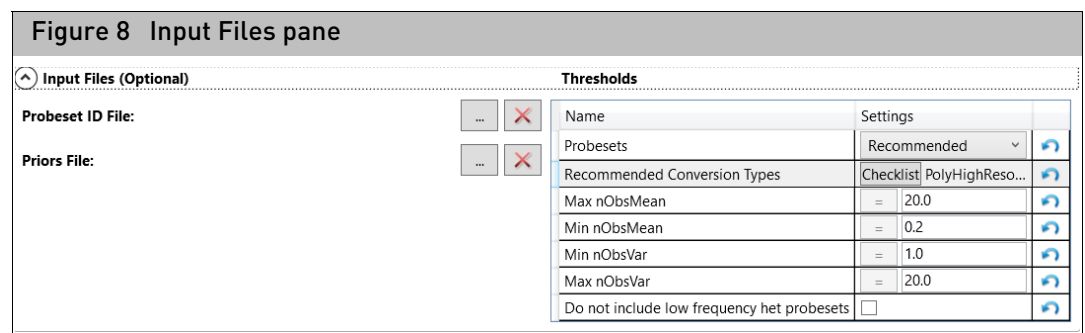 Figure 8 Input Files pane
Input Files (Optional)
Probeset ID File:
...
Priors File:
...
Thresholds
Name Settings
Probesets Recommended
Recommended Conversion Types Checklist PolyHighReso...
Max nObsMean = 20.0
Min nObsMean = 0.2
Min nObsVar = 1.0
Max nObsVar = 20.0
Do not include low frequency het probesets